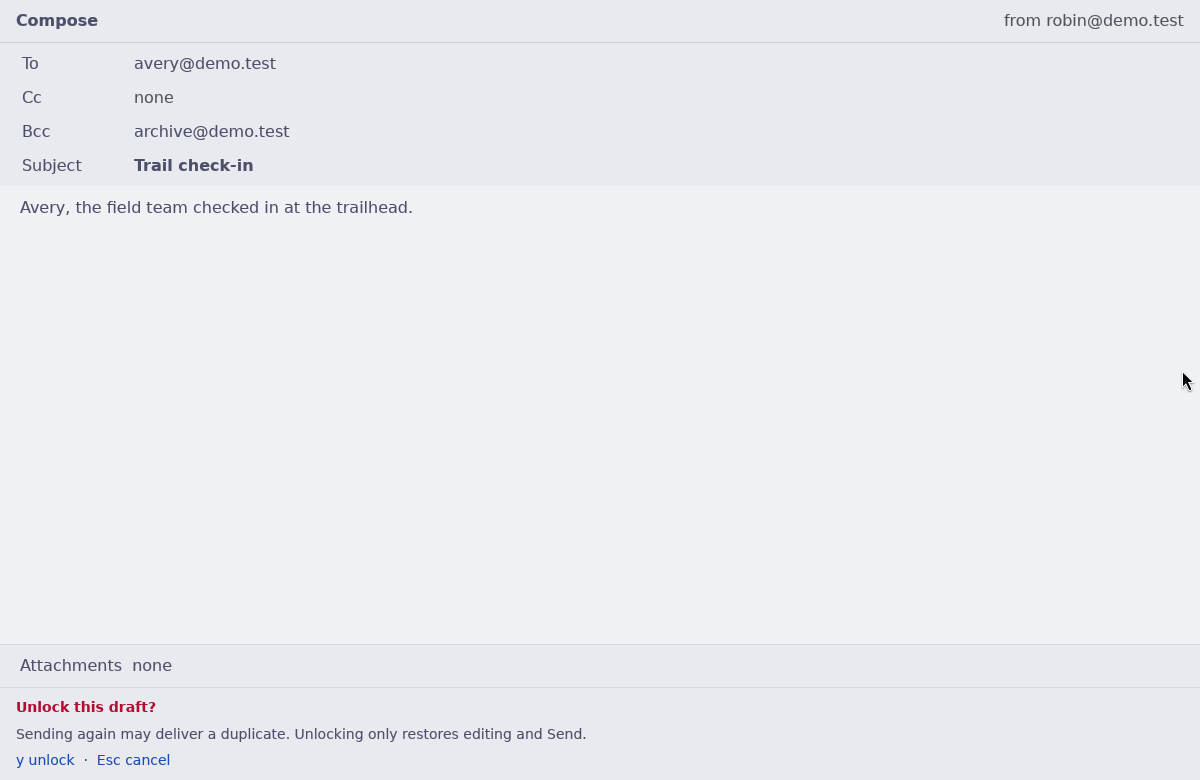 Compose from robin@demo.test
To avery@demo.test
Cc none
Bcc archive@demo.test
Subject Trail check-in
Avery, the field team checked in at the trailhead.
Attachments none
Unlock this draft?
Sending again may deliver a duplicate. Unlocking only restores editing and Send.
y unlock · Esc cancel